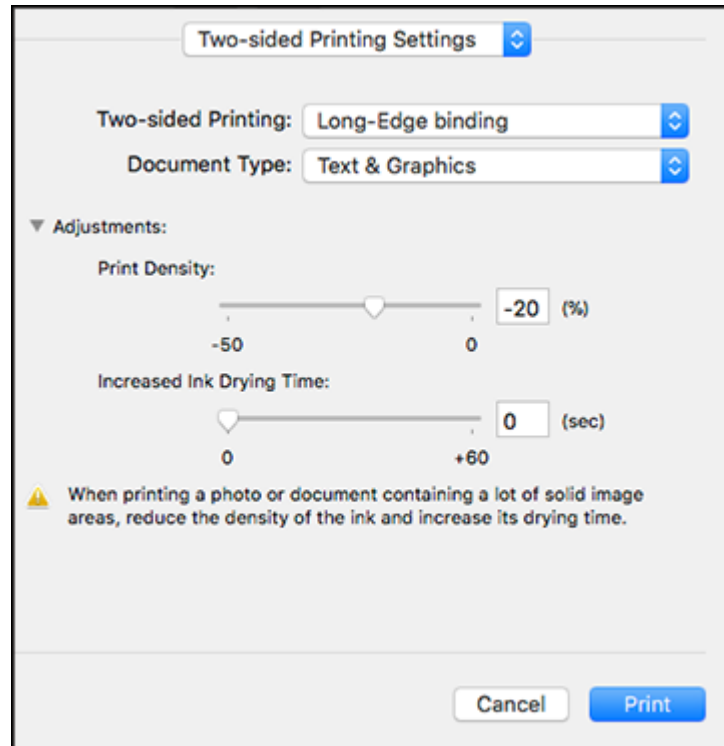 Two-sided Printing Settings
Two-sided Printing: Long-Edge binding
Document Type: Text & Graphics
Adjustments:
Print Density:
-20 (%)
-50 0
Increased Ink Drying Time:
0 (sec)
0 +60
When printing a photo or document containing a lot of solid image
areas, reduce the density of the ink and increase its drying time.
Cancel Print